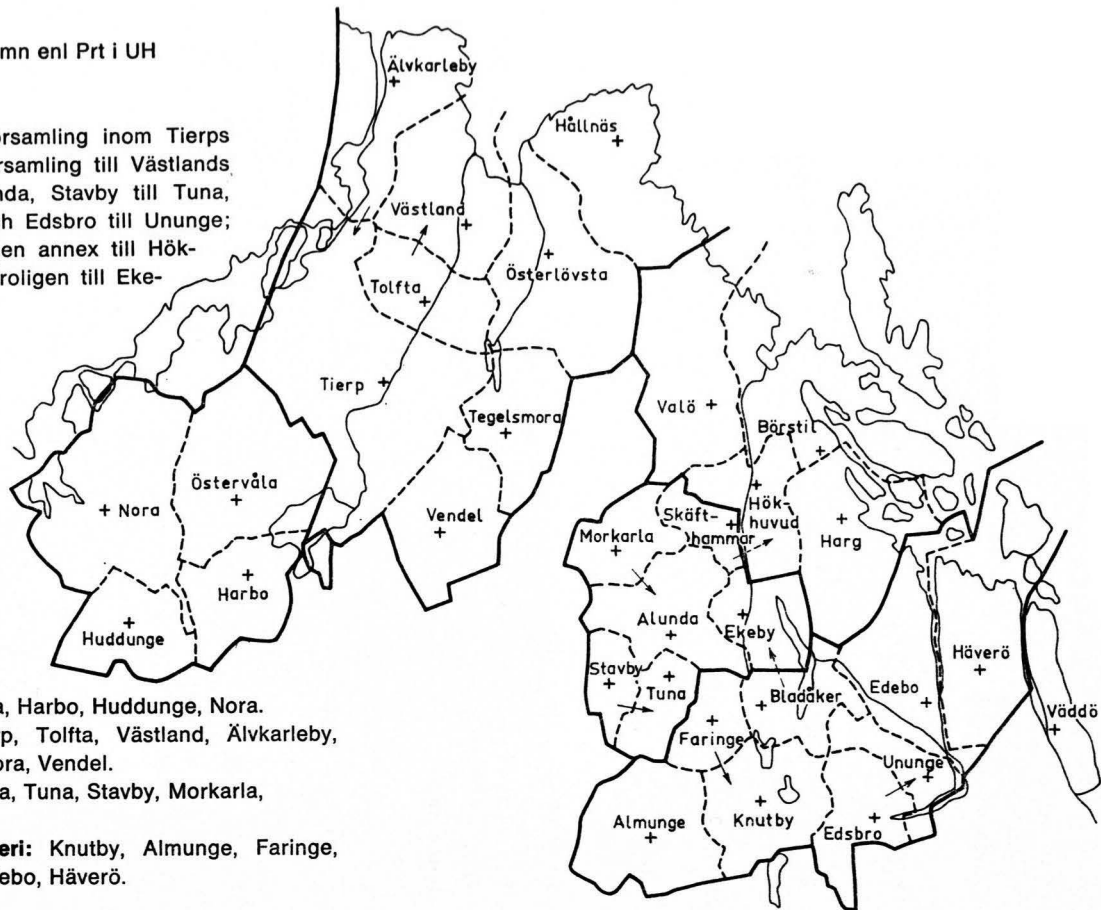 mn enl Prt i UH
örsamling inom Tierps
rsamling till Västlands
nda, Stavby till Tuna,
h Edsbro till Ununge;
en annex till Hök-
roligen till Eke-
Älvkarleby
Hållnäs
Västland
Österlövsta
Tolfta
Tierp
Tegelsmora
Valö
Börstil
Östervåla
Nora
Vendel
Hök-
huvud
Skäft-
hammar
Morkarla
Harg
Harbo
Huddunge
Alunda
Ekeby
Stavby
Tuna
Bladåker
Edebo
Häverö
Väddö
Faringe
Ununge
Almunge
Knutby
Edsbro
a, Harbo, Huddunge, Nora.
p, Tolfta, Västland, Älvkarleby,
ora, Vendel.
a, Tuna, Stavby, Morkarla,
eri: Knutby, Almunge, Faringe,
ebo, Häverö.